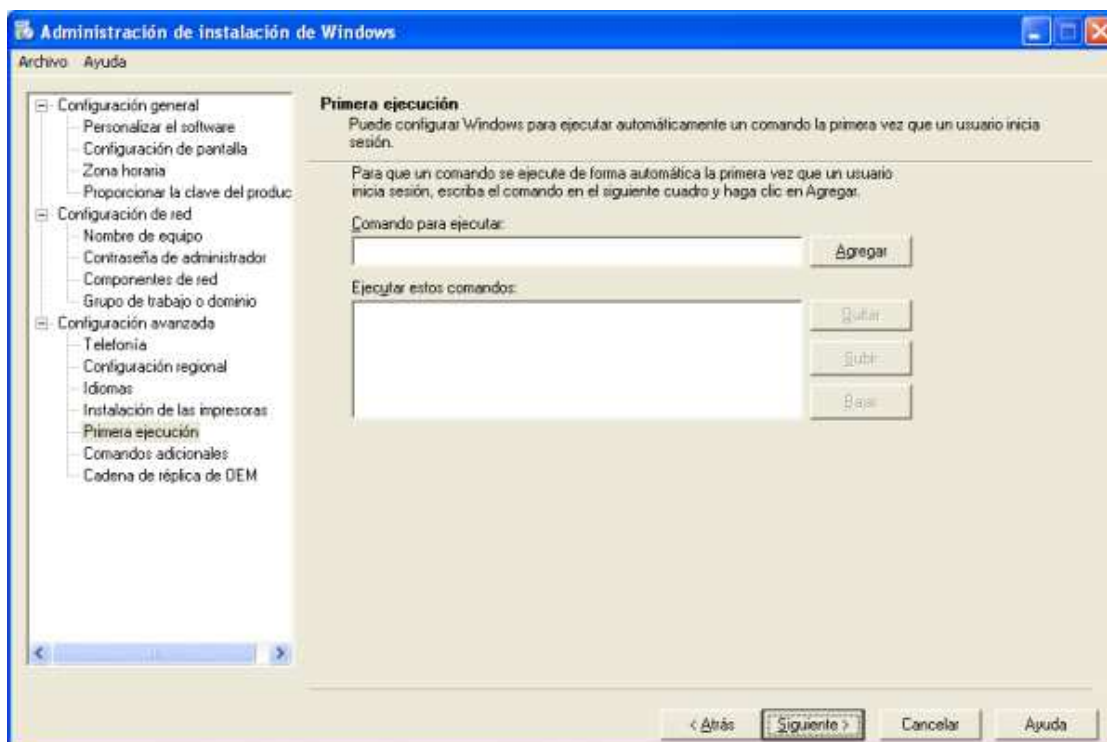 Administración de instalación de Windows
Archivo Ayuda
Configuración general
Personalizar el software
Configuración de pantalla
Zona horaria
Proporcionar la clave del produc
Configuración de red
Nombre de equipo
Contraseña de administrador
Componentes de red
Grupo de trabajo o dominio
Configuración avanzada
Telefonía
Configuración regional
Idiomas
Instalación de las impresoras
Primera ejecución
Comandos adicionales
Cadena de réplica de OEM
Primera ejecución
Puede configurar Windows para ejecutar automáticamente un comando la primera vez que un usuario inicia
sesión.
Para que un comando se ejecute de forma automática la primera vez que un usuario
inicia sesión, escriba el comando en el siguiente cuadro y haga clic en Agregar.
Comando para ejecutar:
Agregar
Ejecutar estos comandos:
Quitar
Subir
Bajar
< Atrás Siguiente > Cancelar Ayuda